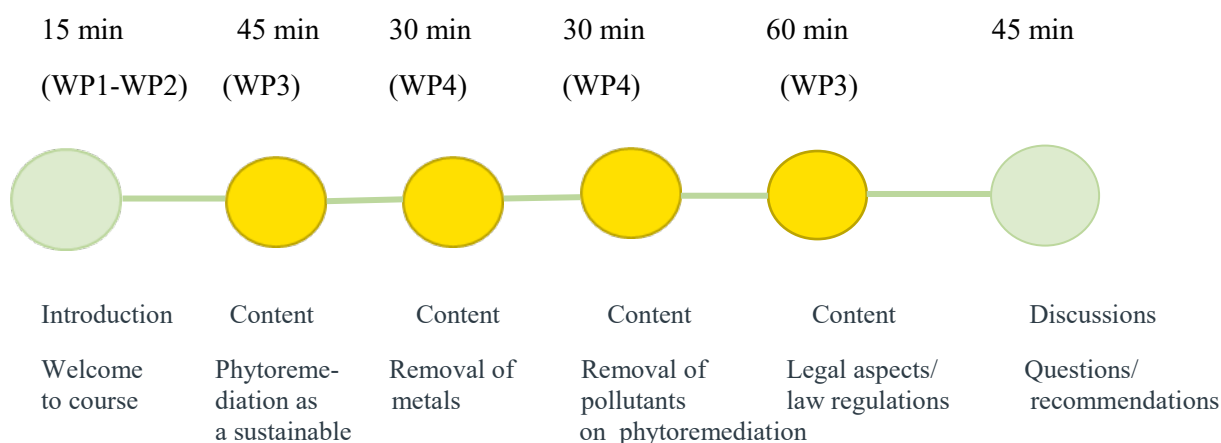 15 min 45 min 30 min 30 min 60 min 45 min
(WP1-WP2) (WP3) (WP4) (WP4) (WP3)
Introduction Content Content Content Content Discussions
Welcome Phytoreme- Removal of Removal of Legal aspects/ Questions/
to course diation as metals pollutants law regulations recommendations
a sustainable on phytoremediation